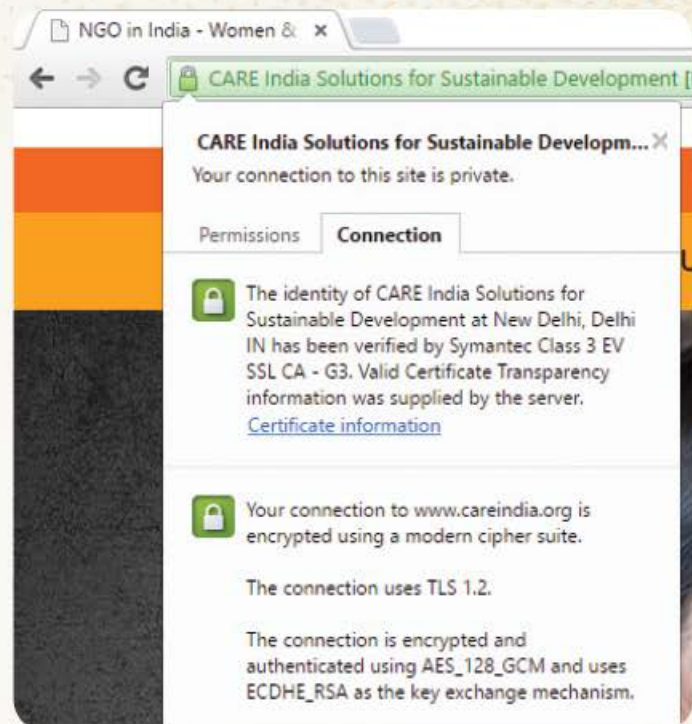 NGO in India - Women &
CARE India Solutions for Sustainable Development [
CARE India Solutions for Sustainable Developm...
Your connection to this site is private.
Permissions Connection
The identity of CARE India Solutions for
Sustainable Development at New Delhi, Delhi
IN has been verified by Symantec Class 3 EV
SSL CA - G3. Valid Certificate Transparency
information was supplied by the server.
Certificate information
Your connection to www.careindia.org is
encrypted using a modern cipher suite.
The connection uses TLS 1.2.
The connection is encrypted and
authenticated using AES_128_GCM and uses
ECDHE_RSA as the key exchange mechanism.